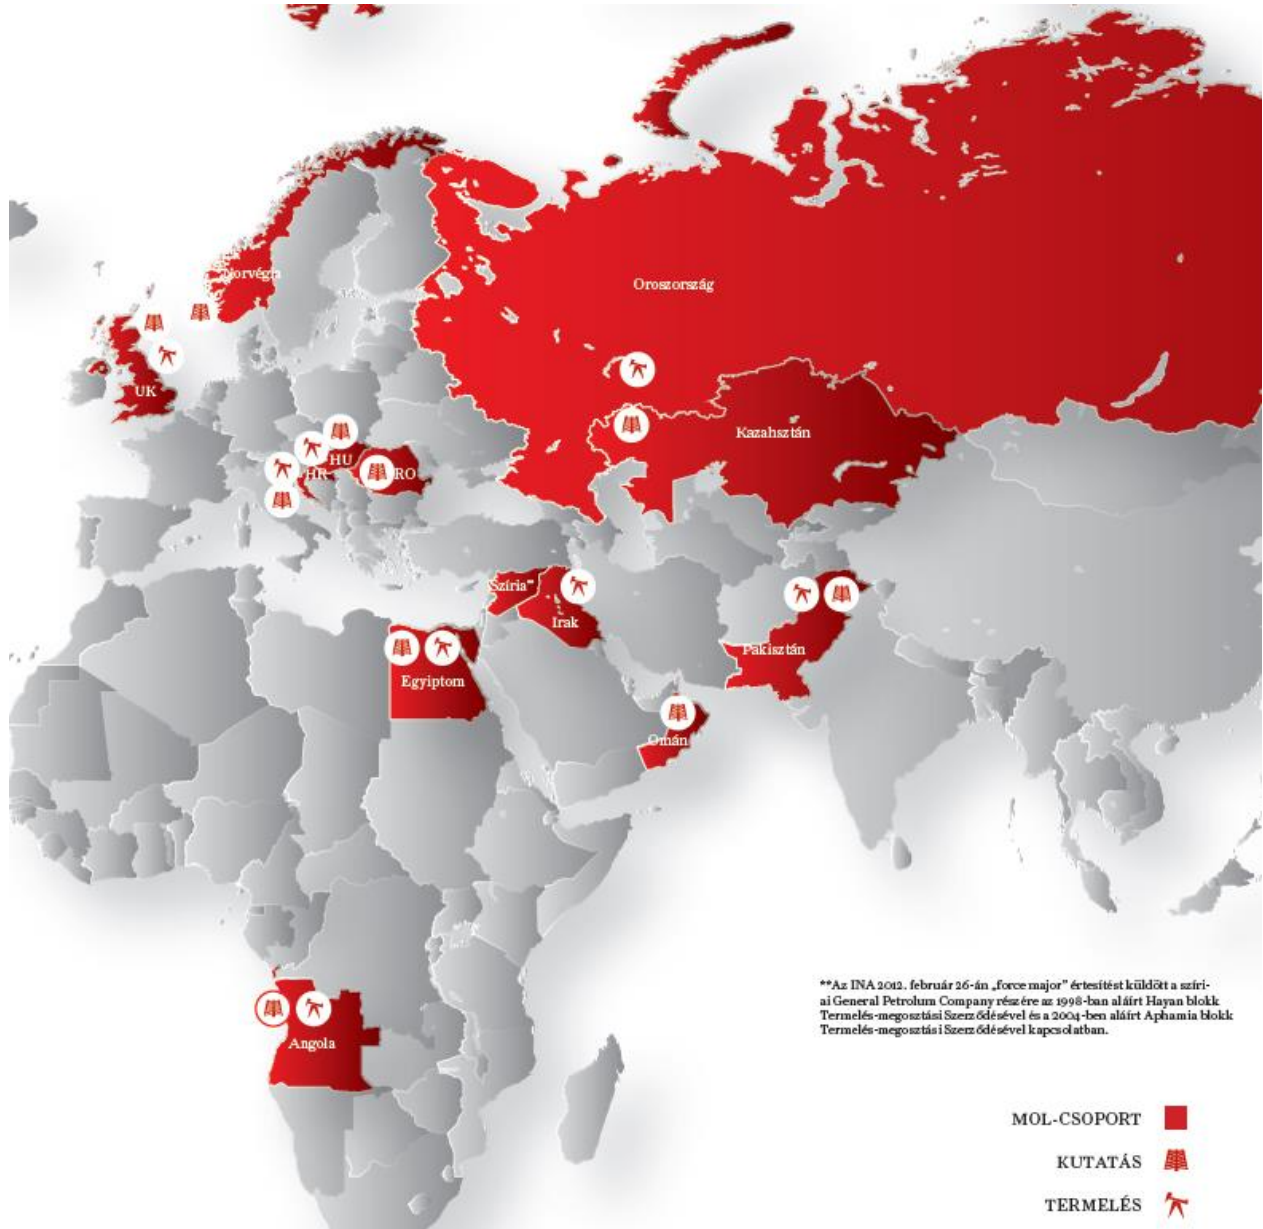 Norvégia
Oroszország
UK
Kazahsztán
HU
HR
RO
Szíria**
Irak
Pakisztán
Egyiptom
Omán
**Az INA 2012. február 26-án „force major” értesítést küldött a szíri-
ai General Petrolum Company részére az 1998-ban aláírt Hayan blokk
Termelés-megosztási Szerződésével és a 2004-ben aláírt Aphamia blokk
Termelés-megosztási Szerződésével kapcsolatban.
Angola
MOL-CSOPORT
KUTATÁS
TERMELÉS